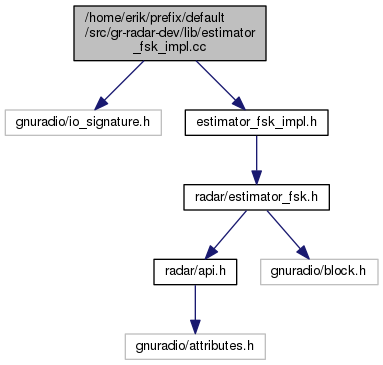 /home/erik/prefix/default
/src/gr-radar-dev/lib/estimator
_fsk_impl.cc
gnuradio/io_signature.h
estimator_fsk_impl.h
radar/estimator_fsk.h
radar/api.h
gnuradio/block.h
gnuradio/attributes.h